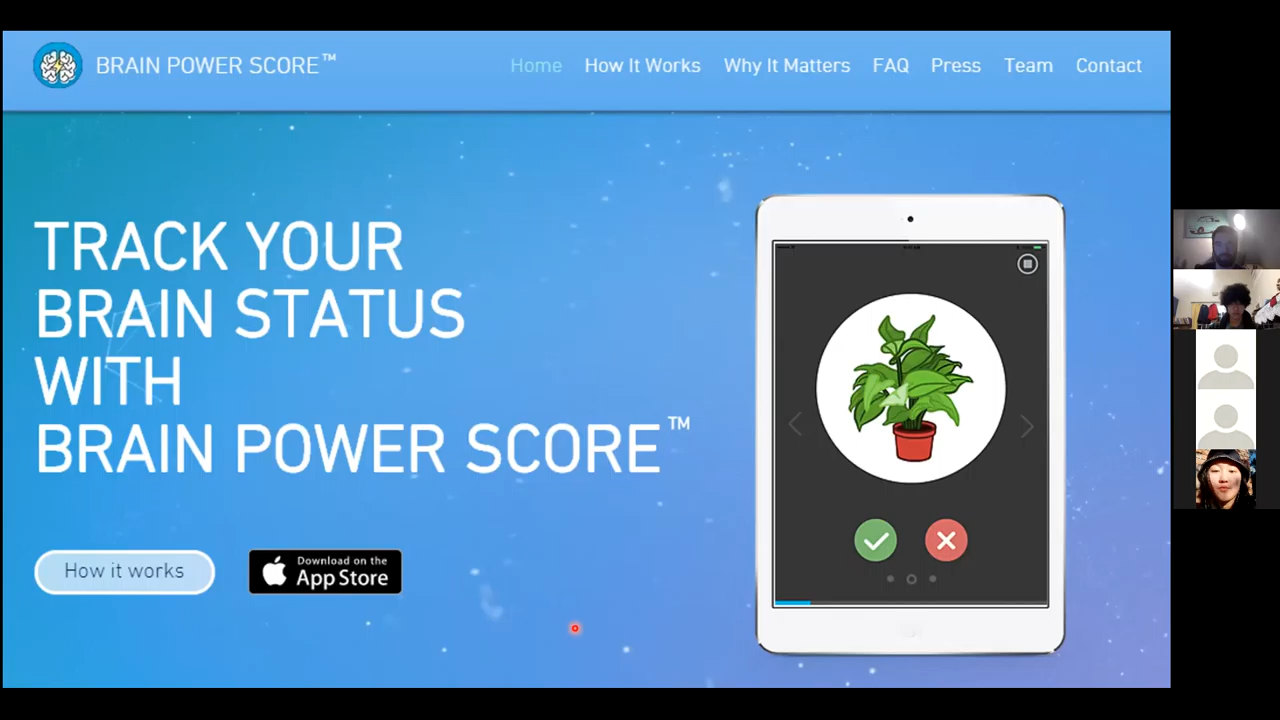 BRAIN POWER SCORE™
Home How It Works Why It Matters FAQ Press Team Contact
TRACK YOUR
BRAIN STATUS
WITH
BRAIN POWER SCORE™
How it works
Download on the
App Store